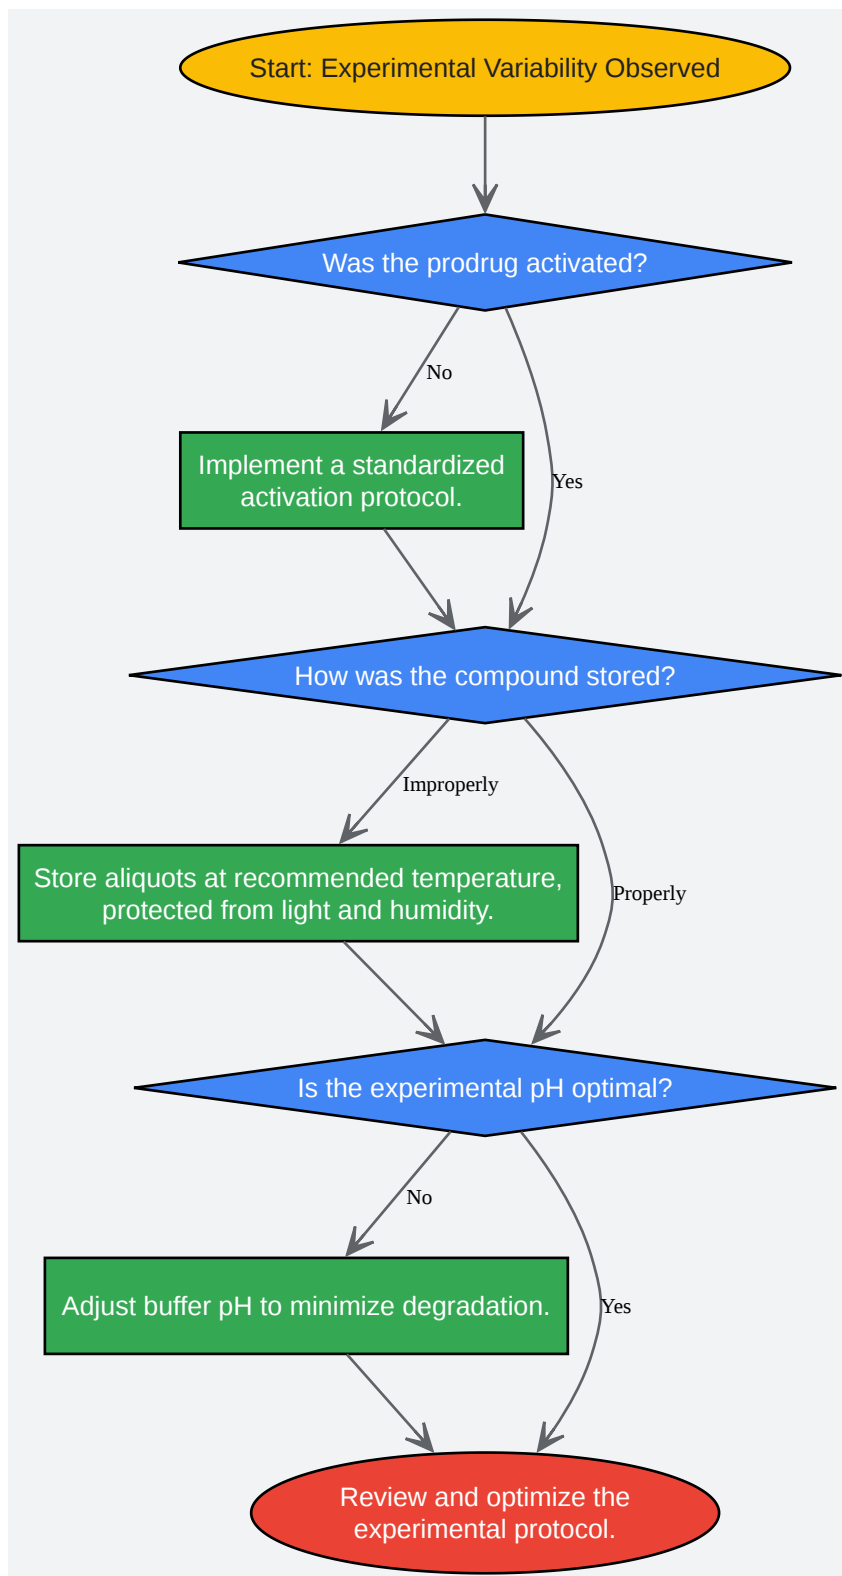 Start: Experimental Variability Observed
Was the prodrug activated?
No
Implement a standardized
activation protocol.
Yes
How was the compound stored?
Improperly
Store aliquots at recommended temperature,
protected from light and humidity.
Properly
Is the experimental pH optimal?
No
Adjust buffer pH to minimize degradation.
Yes
Review and optimize the
experimental protocol.